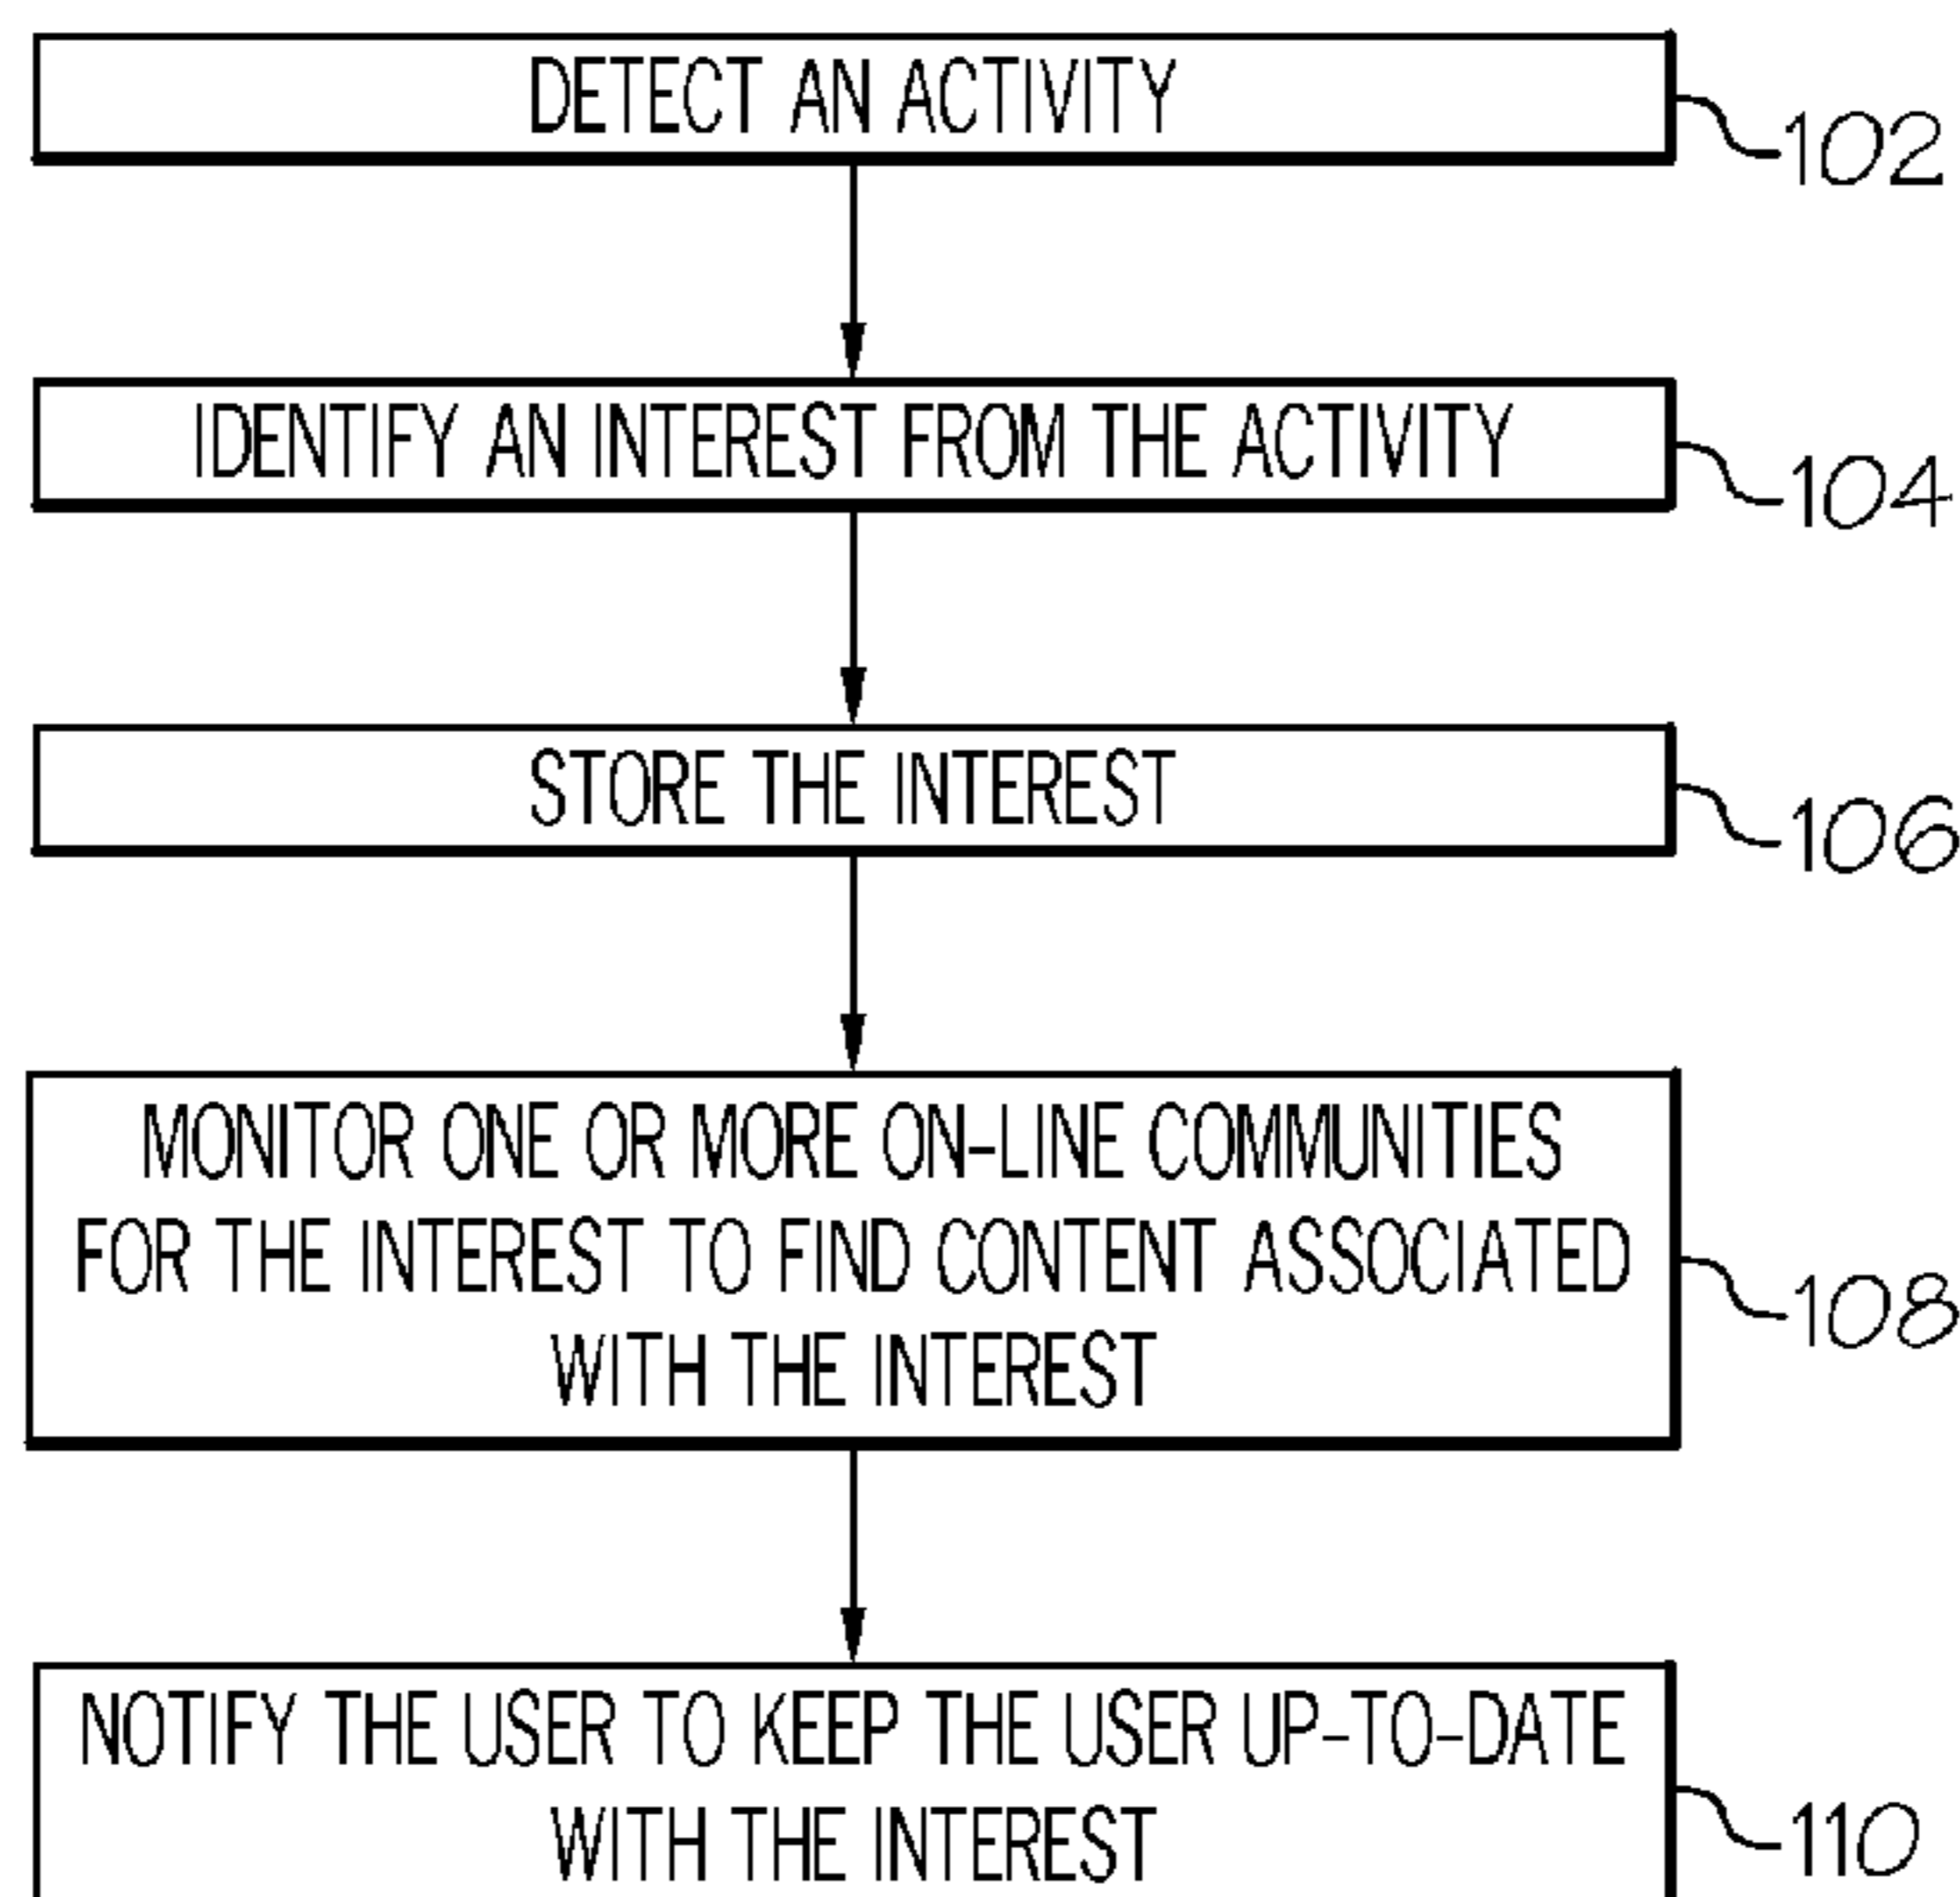 DETECT AN ACTIVITY
102
IDENTIFY AN INTEREST FROM THE ACTIVITY
104
STORE THE INTEREST
106
MONITOR ONE OR MORE ON-LINE COMMUNITIES
FOR THE INTEREST TO FIND CONTENT ASSOCIATED
WITH THE INTEREST
108
NOTIFY THE USER TO KEEP THE USER UP-TO-DATE
WITH THE INTEREST
110